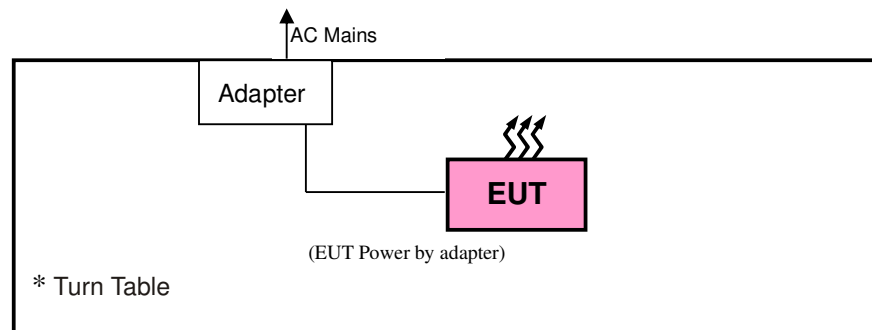 AC Mains
Adapter
EUT
(EUT Power by adapter)
* Turn Table